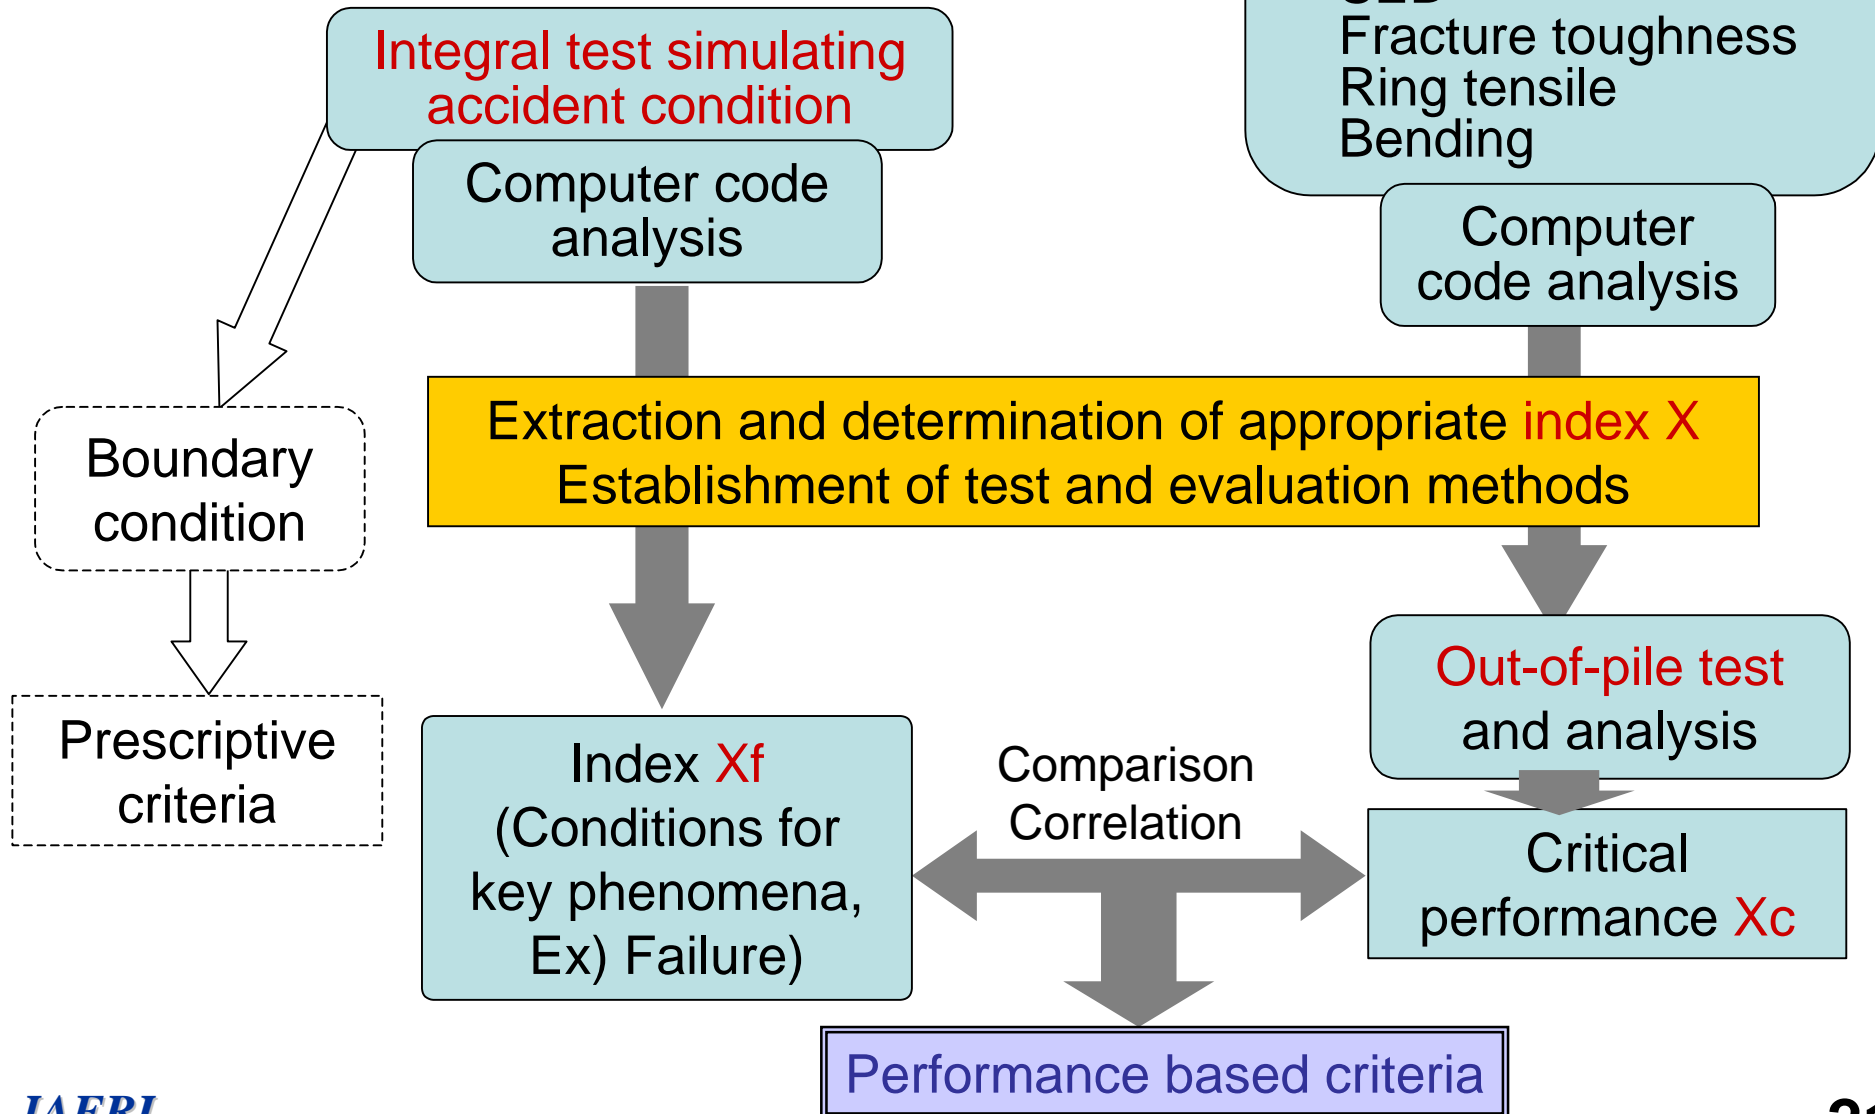 Integral test simulating
accident condition
Computer code
analysis
Fracture toughness
Ring tensile
Bending
Computer
code analysis
Extraction and determination of appropriate index X
Establishment of test and evaluation methods
Boundary
condition
Prescriptive
criteria
Index Xf
(Conditions for
key phenomena,
Ex) Failure)
Comparison
Correlation
Out-of-pile test
and analysis
Critical
performance Xc
Performance based criteria
JAERI